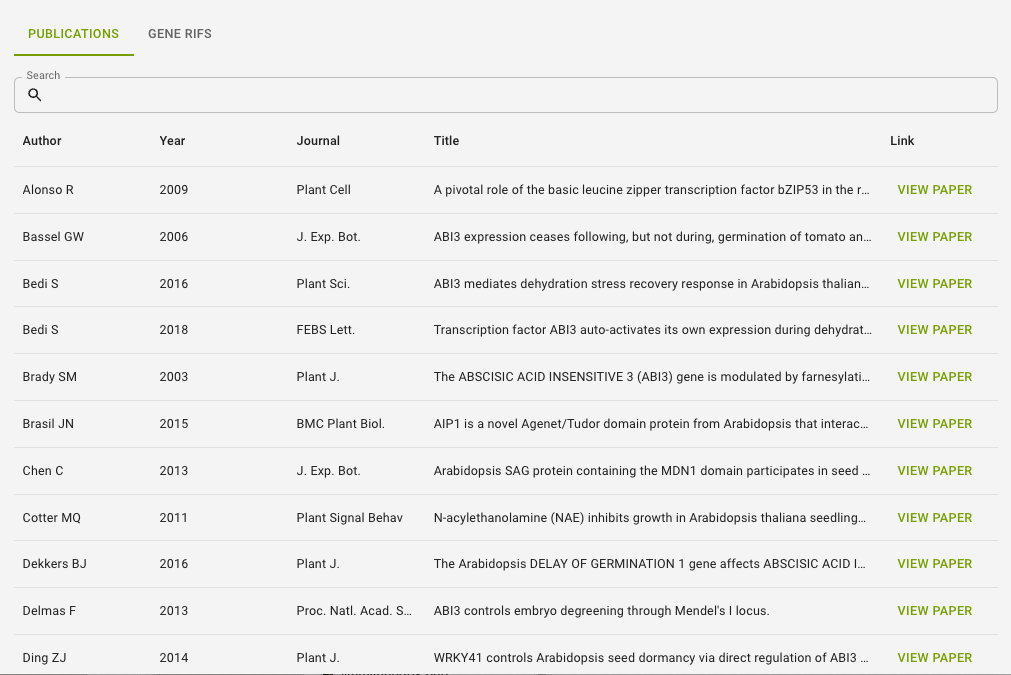 PUBLICATIONS GENE RIFS
Search
Author Year Journal Title Link
Alonso R 2009 Plant Cell A pivotal role of the basic leucine zipper transcription factor bZIP53 in the r... VIEW PAPER
Bassel GW 2006 J. Exp. Bot. ABI3 expression ceases following, but not during, germination of tomato an... VIEW PAPER
Bedi S 2016 Plant Sci. ABI3 mediates dehydration stress recovery response in Arabidopsis thalian... VIEW PAPER
Bedi S 2018 FEBS Lett. Transcription factor ABI3 auto-activates its own expression during dehydrat... VIEW PAPER
Brady SM 2003 Plant J. The ABSCISIC ACID INSENSITIVE 3 (ABI3) gene is modulated by farnesylati... VIEW PAPER
Brasil JN 2015 BMC Plant Biol. AIP1 is a novel Agenet/Tudor domain protein from Arabidopsis that interac... VIEW PAPER
Chen C 2013 J. Exp. Bot. Arabidopsis SAG protein containing the MDN1 domain participates in seed ... VIEW PAPER
Cotter MQ 2011 Plant Signal Behav N-acylethanolamine (NAE) inhibits growth in Arabidopsis thaliana seedling... VIEW PAPER
Dekkers BJ 2016 Plant J. The Arabidopsis DELAY OF GERMINATION 1 gene affects ABSCISIC ACID I... VIEW PAPER
Delmas F 2013 Proc. Natl. Acad. S... ABI3 controls embryo degreening through Mendel's I locus. VIEW PAPER
Ding ZJ 2014 Plant J. WRKY41 controls Arabidopsis seed dormancy via direct regulation of ABI3 ... VIEW PAPER